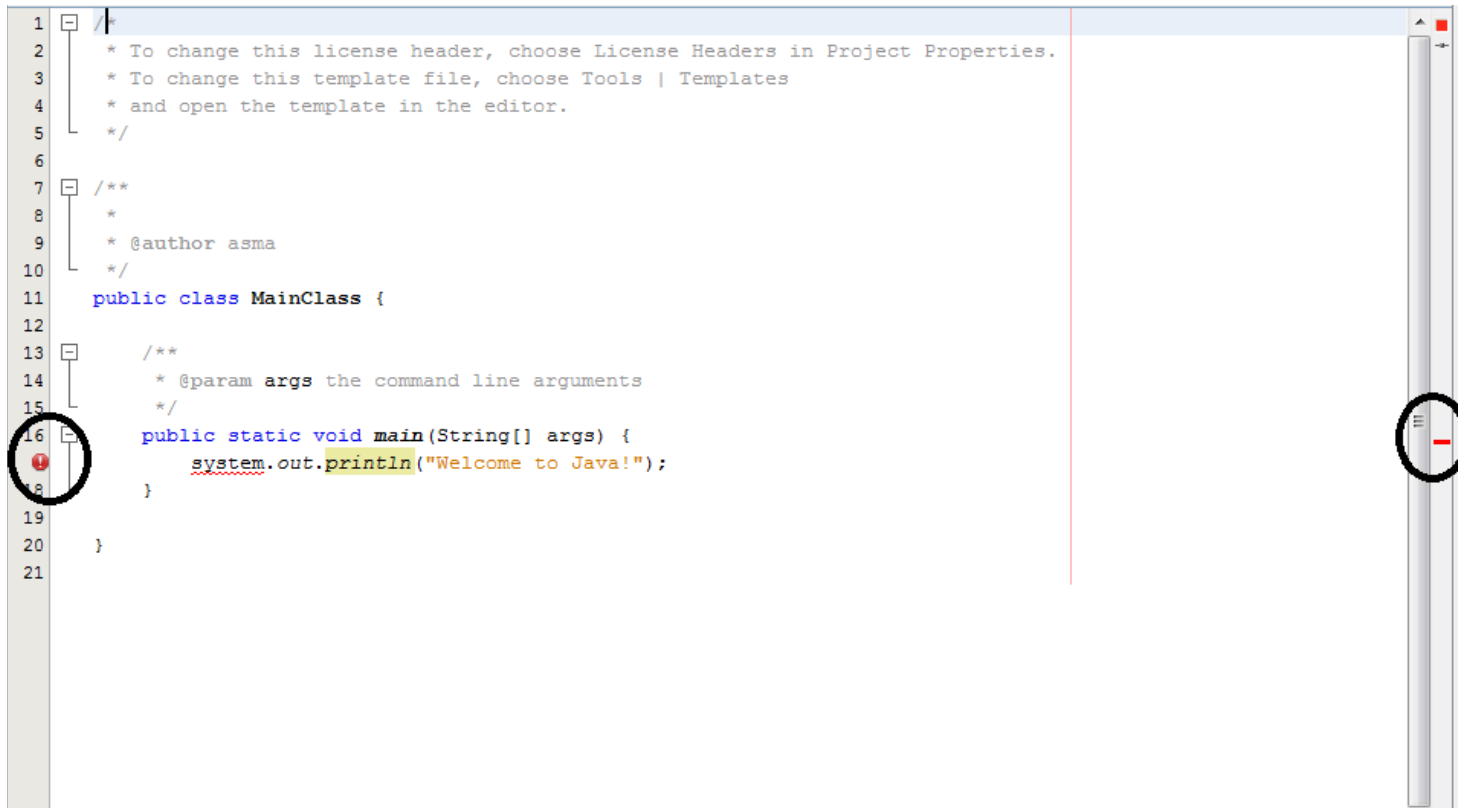 1 /*
2 * To change this license header, choose License Headers in Project Properties.
3 * To change this template file, choose Tools | Templates
4 * and open the template in the editor.
5 */
6
7 /**
8 *
9 * @author asma
10 */
11 public class MainClass {
12
13 /**
14 * @param args the command line arguments
15 */
16 public static void main(String[] args) {
system.out.println("Welcome to Java!");
18 }
19
20 }
21